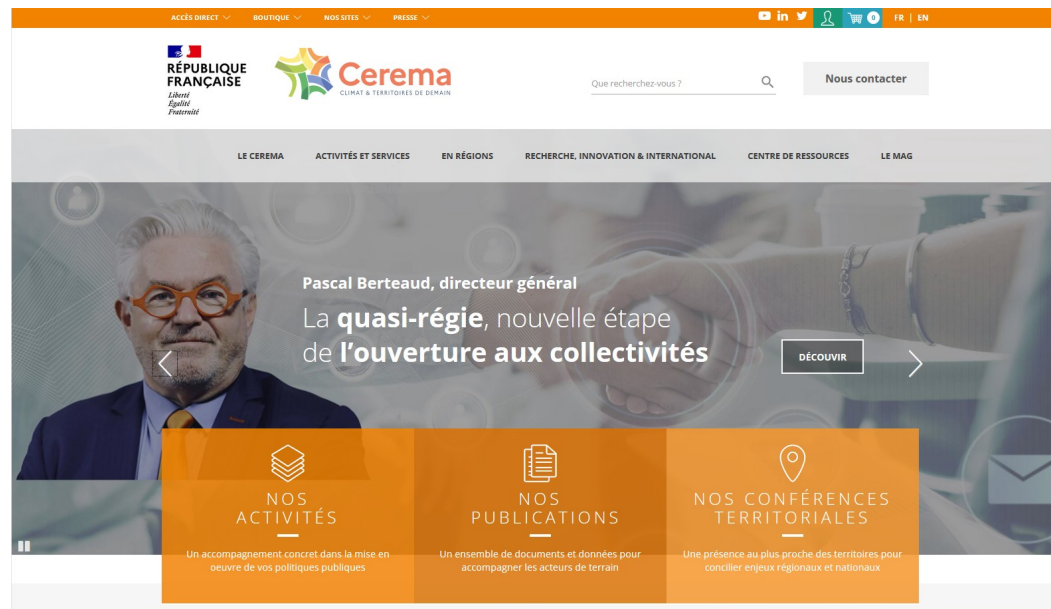 ACCÈS DIRECT BOUTIQUE NOS SITES PRESSE 0 FR | EN
RÉPUBLIQUE
FRANÇAISE
Liberté
Égalité
Fraternité
Cerema
CLIMAT & TERRITOIRES DE DEMAIN
Que recherchez-vous ?
Nous contacter
LE CEREMA ACTIVITÉS ET SERVICES EN RÉGIONS RECHERCHE, INNOVATION & INTERNATIONAL CENTRE DE RESSOURCES LE MAG
Pascal Berteaud, directeur général
La quasi-régie, nouvelle étape
de l'ouverture aux collectivités
DÉCOUVIR
NOS
ACTIVITÉS
Un accompagnement concret dans la mise en
oeuvre de vos politiques publiques
NOS
PUBLICATIONS
Un ensemble de documents et données pour
accompagner les acteurs de terrain
NOS CONFÉRENCES
TERRITORIALES
Une présence au plus proche des territoires pour
concilier enjeux régionaux et nationaux